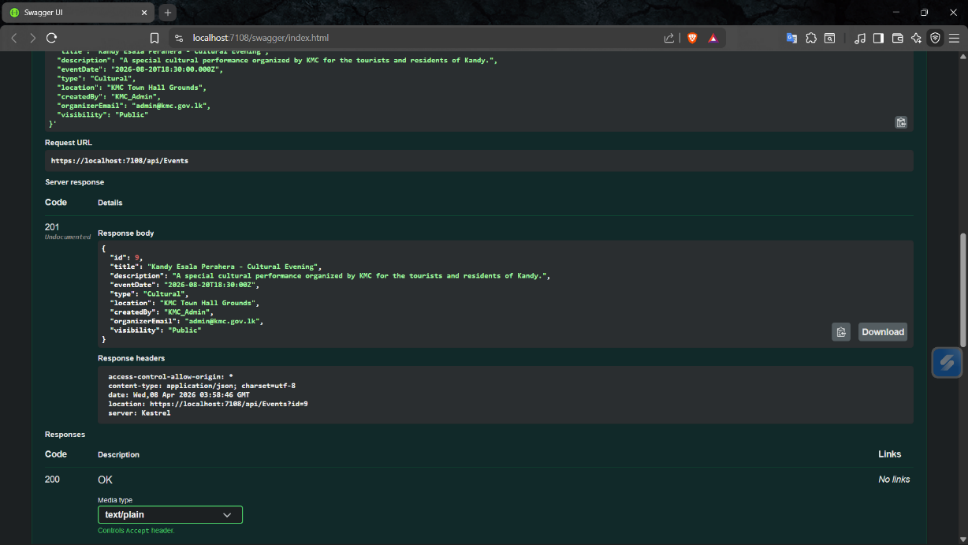 Swagger UI
localhost:7108/swagger/index.html
"title": "Kandy Esala Perahera - Cultural Evening",
"description": "A special cultural performance organized by KMC for the tourists and residents of Kandy.",
"eventDate": "2026-08-20T18:30:00.000Z",
"type": "Cultural",
"location": "KMC Town Hall Grounds",
"createdBy": "KMC_Admin",
"organizerEmail": "admin@kmc.gov.lk",
"visibility": "Public"
}'
Request URL
https://localhost:7108/api/Events
Server response
Code Details
201
Undocumented
Response body
{
"id": 9,
"title": "Kandy Esala Perahera - Cultural Evening",
"description": "A special cultural performance organized by KMC for the tourists and residents of Kandy.",
"eventDate": "2026-08-20T18:30:00Z",
"type": "Cultural",
"location": "KMC Town Hall Grounds",
"createdBy": "KMC_Admin",
"organizerEmail": "admin@kmc.gov.lk",
"visibility": "Public"
}
Download
Response headers
access-control-allow-origin: *
content-type: application/json; charset=utf-8
date: Wed,08 Apr 2026 03:58:46 GMT
location: https://localhost:7108/api/Events?id=9
server: Kestrel
Responses
Code Description Links
200 OK No links
Media type
text/plain
Controls Accept header.